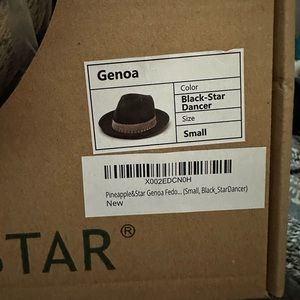 Genoa
Color
Black-Star
Dancer
Size
Small
X002EDCN0H
Pineapple&Star Genoa Fedo... (Small, Black_StarDancer)
New
STAR®